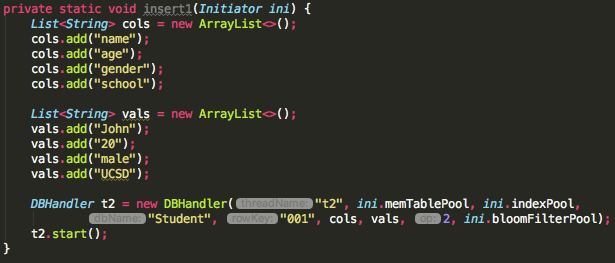 private static void insert1(Initiator ini) {
List<String> cols = new ArrayList<>();
cols.add("name");
cols.add("age");
cols.add("gender");
cols.add("school");
List<String> vals = new ArrayList<>();
vals.add("John");
vals.add("20");
vals.add("male");
vals.add("UCSD");
DBHandler t2 = new DBHandler( threadName: "t2", ini.memTablePool, ini.indexPool,
dbName: "Student", rowKey: "001", cols, vals, op: 2, ini.bloomFilterPool);
t2.start();
}